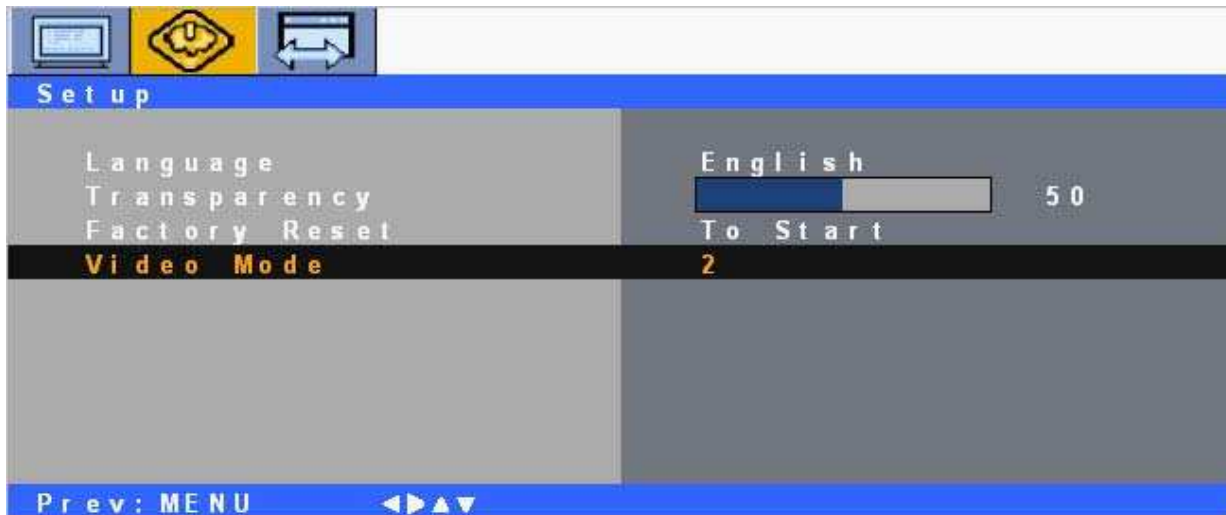 Setup
Language English
Transparency 50
Factory Reset To Start
Video Mode 2
Prev: MENU ◀▶▲▼